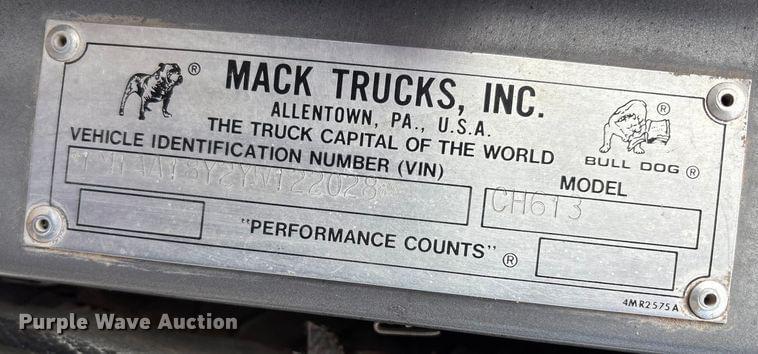 MACK TRUCKS, INC.
ALLENTOWN, PA., U.S.A.
THE TRUCK CAPITAL OF THE WORLD
BULL DOG ®
VEHICLE IDENTIFICATION NUMBER (VIN)
MODEL
CH613
"PERFORMANCE COUNTS" ®
4MR2575A
Purple Wave Auction